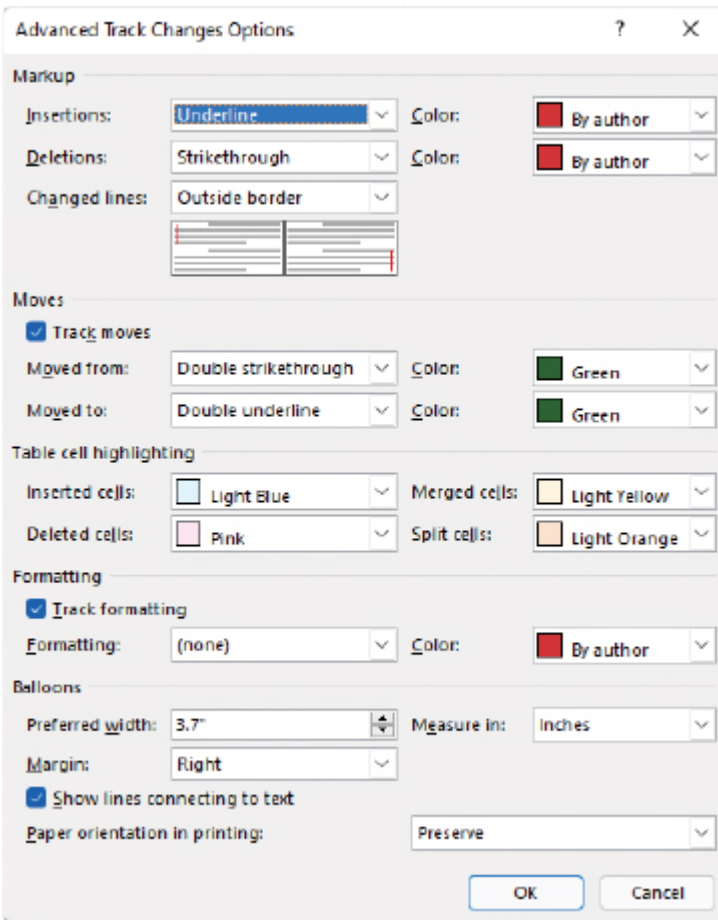 Advanced Track Changes Options ? ✕
Markup
Insertions: Underline Color: By author
Deletions: Strikethrough Color: By author
Changed lines: Outside border
Moves
Track moves
Moved from: Double strikethrough Color: Green
Moved to: Double underline Color: Green
Table cell highlighting
Inserted cells: Light Blue Merged cells: Light Yellow
Deleted cells: Pink Split cells: Light Orange
Formatting
Track formatting
Formatting: (none) Color: By author
Balloons
Preferred width: 3.7" Measure in: Inches
Margin: Right
Show lines connecting to text
Paper orientation in printing: Preserve
OK Cancel